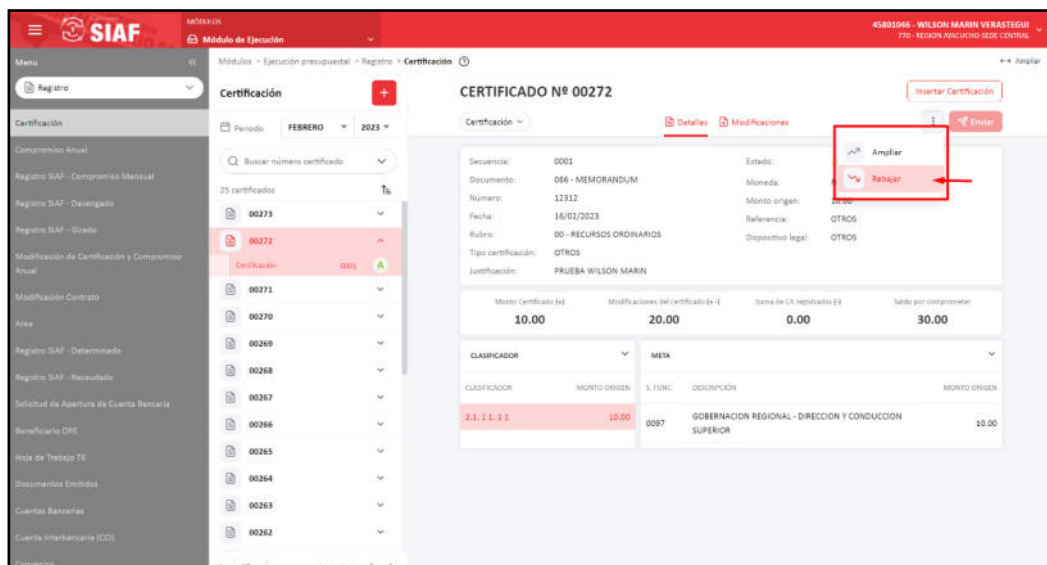 SIAF
MÓDULOS
Módulo de Ejecución
45801046 - WILSON MARIN VERASTEGUI
770 - REGION AYACUCHO-SEDE CENTRAL
Menu
Módulos > Ejecución presupuestal > Registro > Certificación
Ampliar
Registro
Certificación
Compromiso Anual
Registro SIAF - Compromiso Mensual
Registro SIAF - Devengado
Registro SIAF - Girado
Modificación de Certificación y Compromiso
Anual
Modificación Contrato
Area
Registro SIAF - Determinado
Registro SIAF - Recaudado
Solicitud de Apertura de Cuenta Bancaria
Beneficiario OPE
Hoja de Trabajo T6
Documentos Emitidos
Cuentas Bancarias
Cuenta Interbancaria (CCI)
Certificación
+
Periodo FEBRERO 2023
Buscar número certificado
25 certificados
00273
00272
Certificación 0001 A
00271
00270
00269
00268
00267
00266
00265
00264
00263
00262
CERTIFICADO Nº 00272
Insertar Certificación
Certificación
Detalles
Modificaciones
Enviar
Ampliar
Rebajar
Secuencia: 0001
Documento: 086 - MEMORANDUM
Número: 12312
Fecha: 16/02/2023
Rubro: 00 - RECURSOS ORDINARIOS
Tipo certificación: OTROS
Justificación: PRUEBA WILSON MARIN
Estado:
Moneda:
Monto origen:
Referencia: OTROS
Dispositivo legal: OTROS
Monto Certificado (+) Modificaciones del certificado (+ -) Suma de CA registrados (-) Saldo por comprometer
10.00 20.00 0.00 30.00
CLASIFICADOR
CLASIFICADOR MONTO ORIGEN
2.1. 1 1. 1 1 10.00
META
S. FUNC. DESCRIPCIÓN MONTO ORIGEN
0097 GOBERNACION REGIONAL - DIRECCION Y CONDUCCION
SUPERIOR 10.00